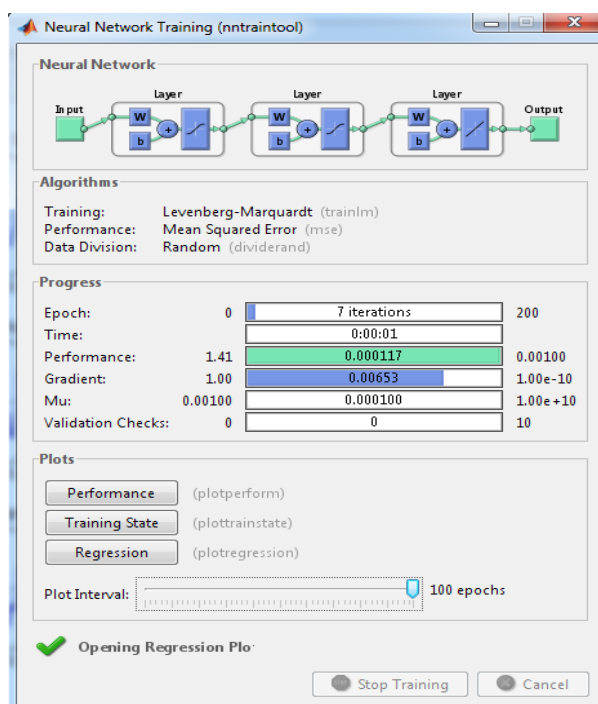 Neural Network Training (nntraintool)
Neural Network
Layer Layer Layer
Input Output
W W W
+ + +
b b b
Algorithms
Training: Levenberg-Marquardt (trainlm)
Performance: Mean Squared Error (mse)
Data Division: Random (dividerand)
Progress
Epoch: 0 7 iterations 200
Time: 0:00:01
Performance: 1.41 0.000117 0.00100
Gradient: 1.00 0.00653 1.00e-10
Mu: 0.00100 0.000100 1.00e+10
Validation Checks: 0 0 10
Plots
Performance (plotperform)
Training State (plottrainstate)
Regression (plotregression)
Plot Interval: 100 epochs
Opening Regression Plo
Stop Training Cancel